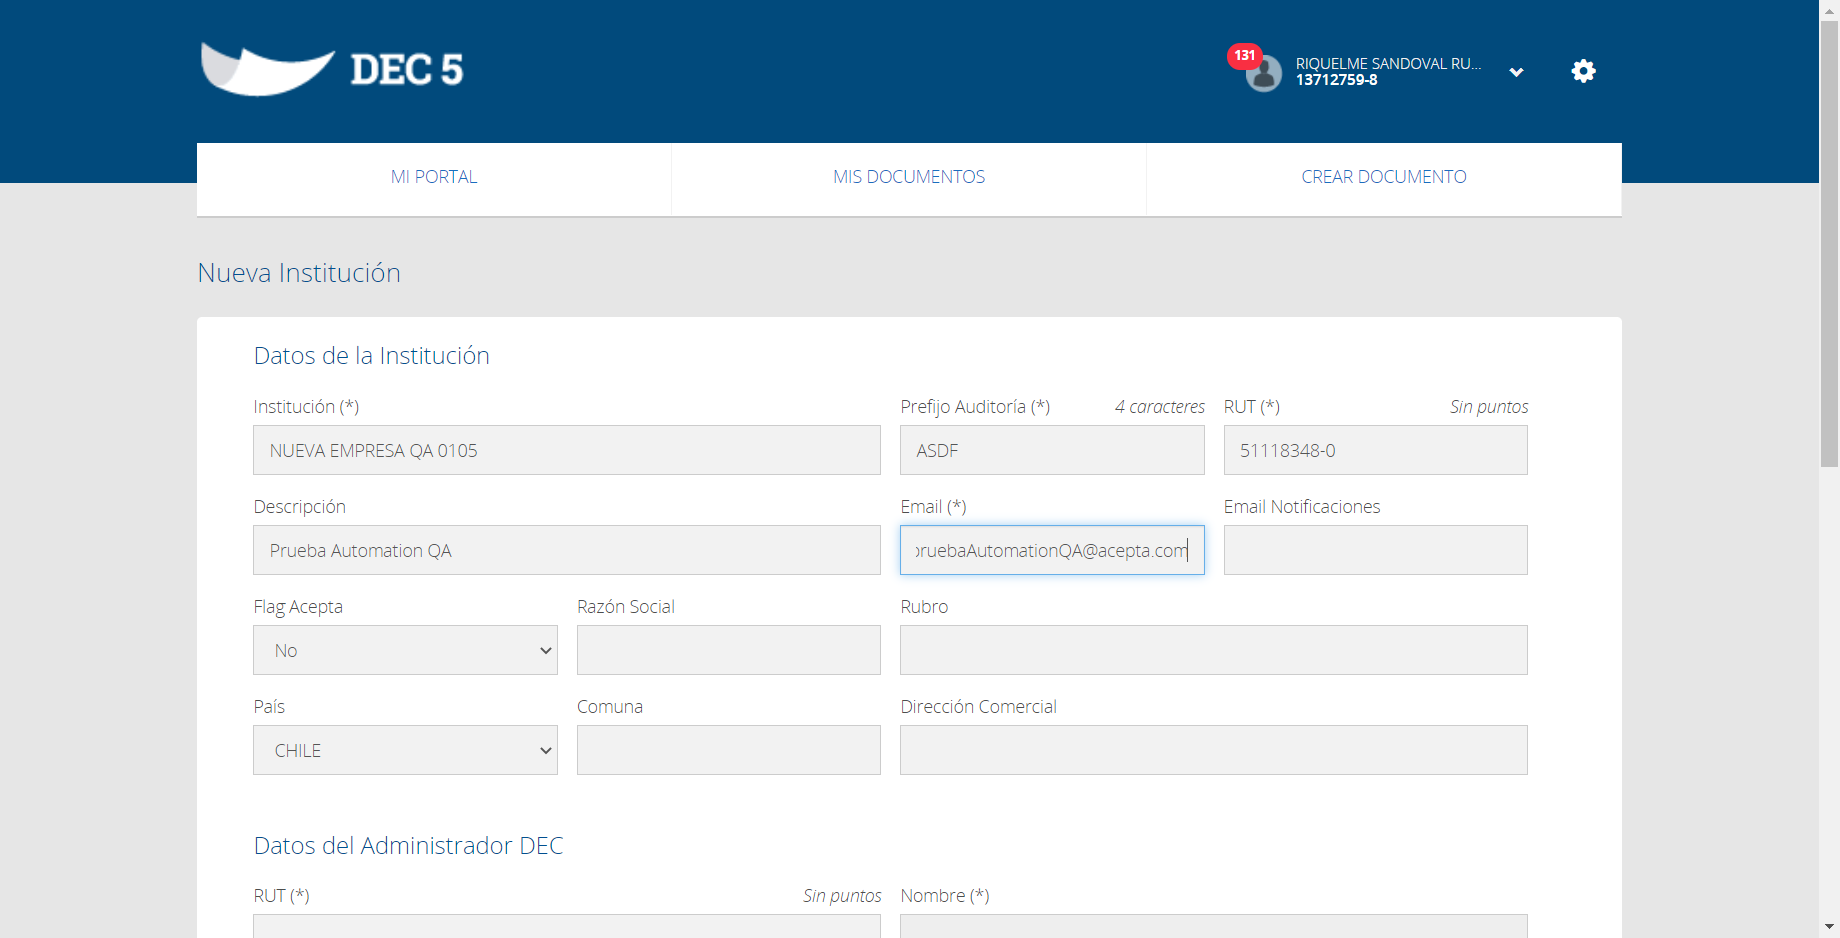 DEC 5
131
RIQUELME SANDOVAL RU...
13712759-8
MI PORTAL
MIS DOCUMENTOS
CREAR DOCUMENTO
Nueva Institución
Datos de la Institución
Institución (*)
Prefijo Auditoría (*)
4 caracteres
RUT (*)
Sin puntos
NUEVA EMPRESA QA 0105
ASDF
51118348-0
Descripción
Email (*)
Email Notificaciones
Prueba Automation QA
pruebaAutomationQA@acepta.com
Flag Acepta
Razón Social
Rubro
No
País
Comuna
Dirección Comercial
CHILE
Datos del Administrador DEC
RUT (*)
Sin puntos
Nombre (*)